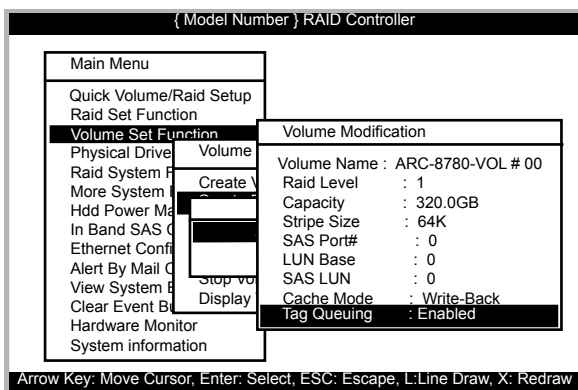 { Model Number } RAID Controller
Main Menu
Quick Volume/Raid Setup
Raid Set Function
Volume Set Function
Physical Drive
Raid System F
More System
Hdd Power Ma
In Band SAS C
Ethernet Confi
Alert By Mail C
View System E
Clear Event Bu
Hardware Monitor
System information
Volume
Create V
Stop Vol
Display
Volume Modification
Volume Name : ARC-8780-VOL # 00
Raid Level : 1
Capacity : 320.0GB
Stripe Size : 64K
SAS Port# : 0
LUN Base : 0
SAS LUN : 0
Cache Mode : Write-Back
Tag Queuing : Enabled
Arrow Key: Move Cursor, Enter: Select, ESC: Escape, L:Line Draw, X: Redraw